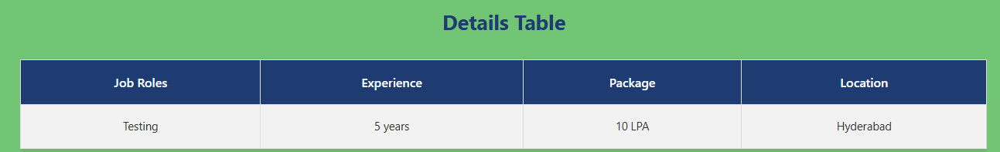 Details Table
Job Roles Experience Package Location
Testing 5 years 10 LPA Hyderabad